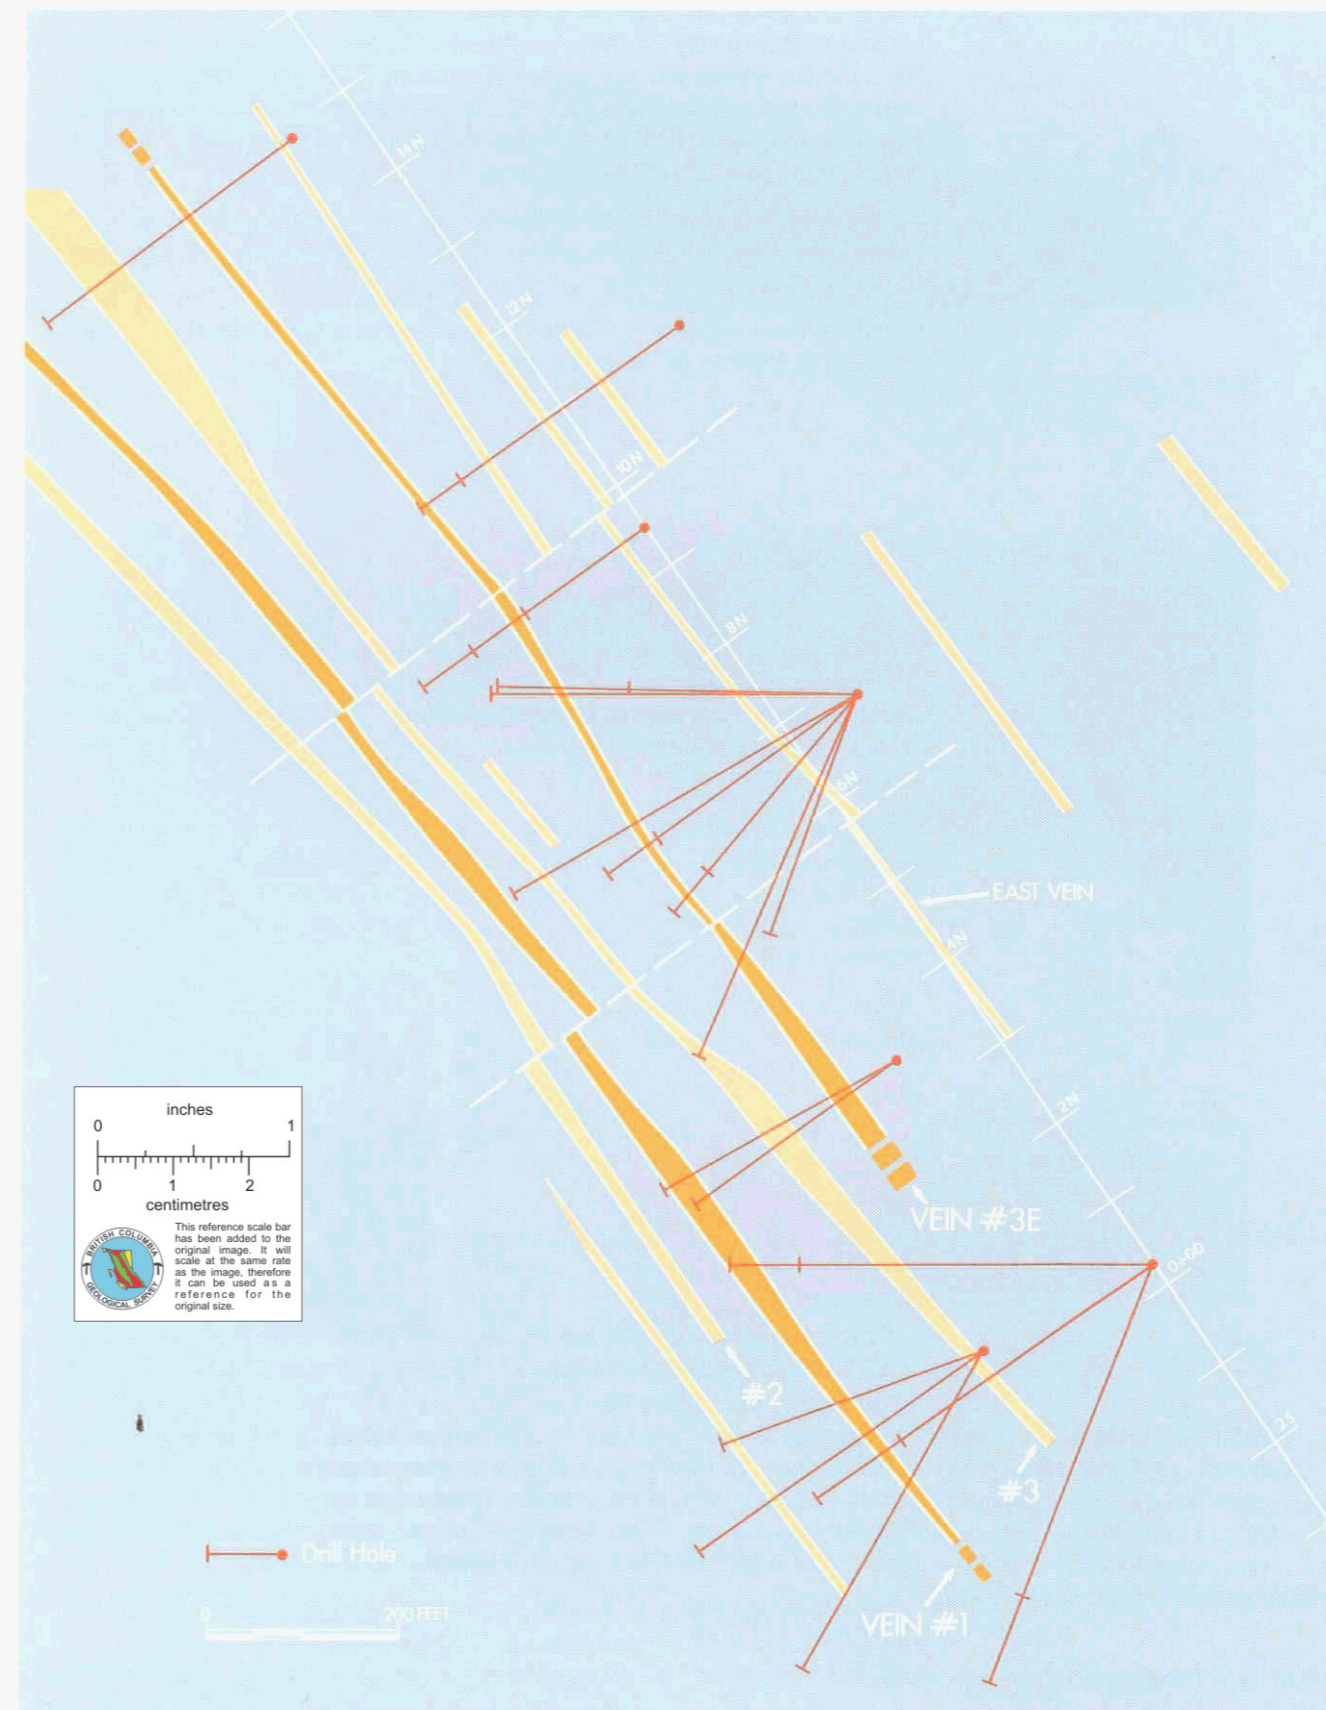 14N
12N
10N
8N
6N
EAST VEIN
4N
2N
VEIN #3E
0+00
#2
2S
#3
VEIN #1
inches
0 1
0 1 2
centimetres
BRITISH COLUMBIA
GEOLOGICAL SURVEY
This reference scale bar
has been added to the
original image. It will
scale at the same rate
as the image, therefore
it can be used as a
reference for the
original size.
Drill Hole
0 200 FEET